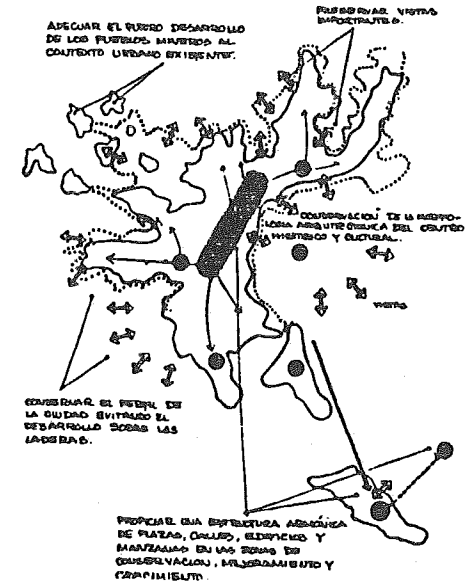 ADECUAR EL FUTURO DESARROLLO
DE LOS PUEBLOS MINEROS AL
CONTEXTO URBANO EXISTENTE.
PRESERVAR VISTAS
IMPORTANTES.
CONSERVACION DE LA MORFO-
LOGIA ARQUITECTONICA DEL CENTRO
HISTORICO Y CULTURAL.
VISTAS
CONSERVAR EL PERFIL DE
LA CIUDAD EVITANDO EL
DESARROLLO SOBRE LAS
LADERAS.
PROPICIAR UNA ESTRUCTURA ARMONICA
DE PLAZAS, CALLES, EDIFICIOS Y
MANZANAS EN LAS ZONAS DE
CONSERVACION, MEJORAMIENTO Y
CRECIMIENTO.